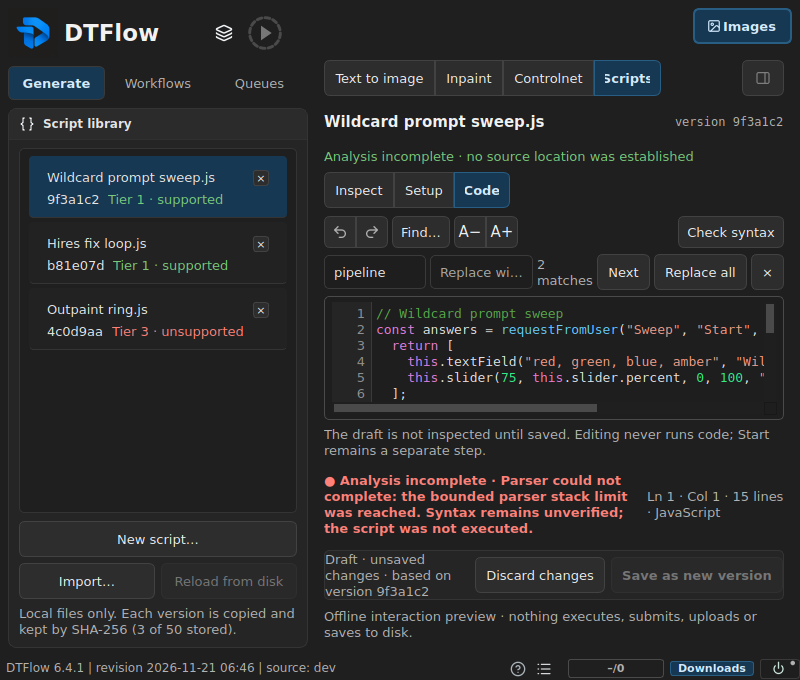 DTFlow
Images
Generate
Workflows
Queues
Text to image
Inpaint
Controlnet
Scripts
{ } Script library
Wildcard prompt sweep.js
×
9f3a1c2 Tier 1 · supported
Hires fix loop.js
×
b81e07d Tier 1 · supported
Outpaint ring.js
×
4c0d9aa Tier 3 · unsupported
New script…
Import…
Reload from disk
Local files only. Each version is copied and
kept by SHA-256 (3 of 50 stored).
Wildcard prompt sweep.js
version 9f3a1c2
Analysis incomplete · no source location was established
Inspect
Setup
Code
Find…
A−
A+
Check syntax
pipeline
Replace wi…
2
matches
Next
Replace all
×
1 // Wildcard prompt sweep
2 const answers = requestFromUser("Sweep", "Start",
3 return [
4 this.textField("red, green, blue, amber", "Wil
5 this.slider(75, this.slider.percent, 0, 100, "
6 ];
The draft is not inspected until saved. Editing never runs code; Start
remains a separate step.
● Analysis incomplete · Parser could not
complete: the bounded parser stack limit
was reached. Syntax remains unverified;
the script was not executed.
Ln 1 · Col 1 · 15 lines
· JavaScript
Draft · unsaved
changes · based on
version 9f3a1c2
Discard changes
Save as new version
Offline interaction preview · nothing executes, submits, uploads or
saves to disk.
DTFlow 6.4.1 | revision 2026-11-21 06:46 | source: dev
–/0
Downloads